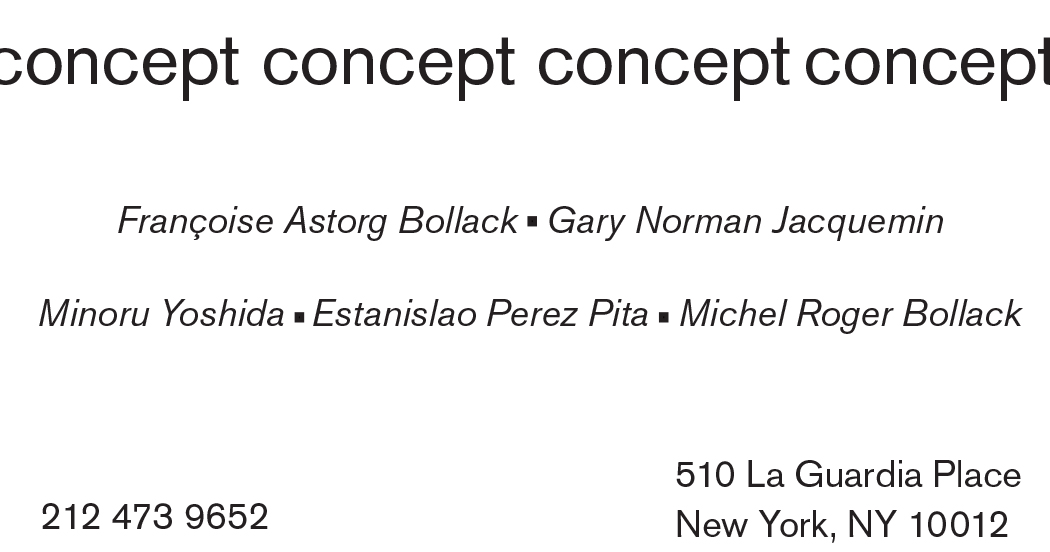 concept concept concept concept
Françoise Astorg Bollack ▪ Gary Norman Jacquemin
Minoru Yoshida ▪ Estanislao Perez Pita ▪ Michel Roger Bollack
510 La Guardia Place
212 473 9652
New York, NY 10012